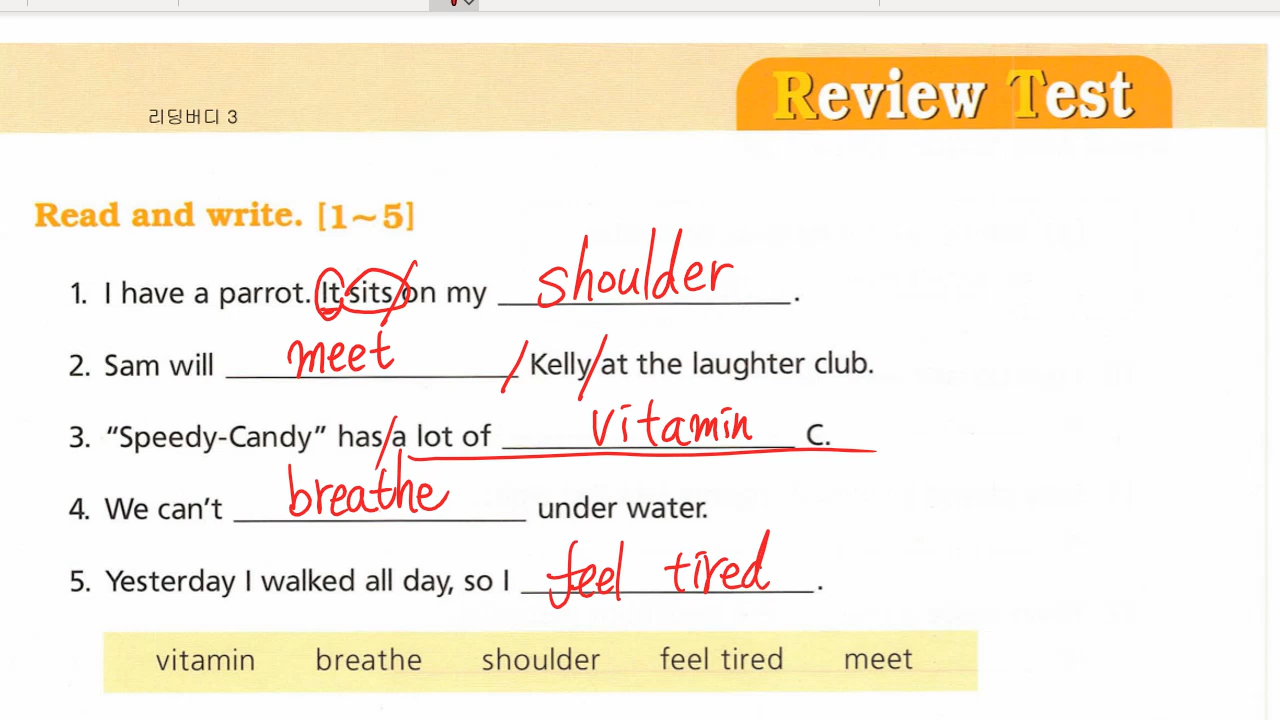 리딩버디 3
Review Test
Read and write. [1~5]
1. I have a parrot. It sits on my shoulder.
2. Sam will meet Kelly at the laughter club.
3. “Speedy-Candy” has a lot of vitamin C.
4. We can’t breathe under water.
5. Yesterday I walked all day, so I feel tired.
vitamin breathe shoulder feel tired meet